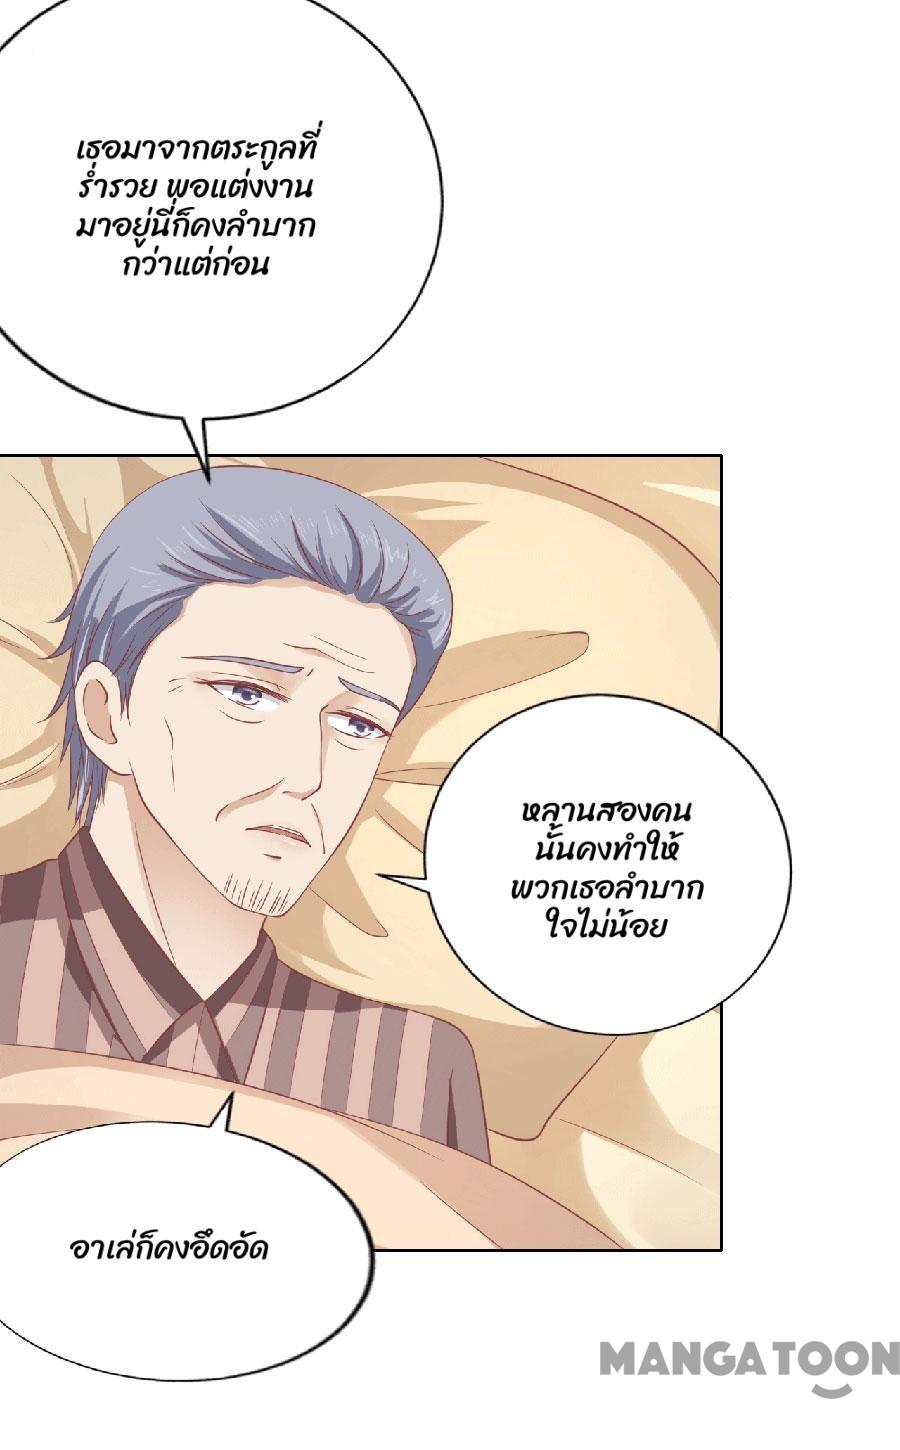 เธอมาจากตระกูลที่
ร่ำรวย พอแต่งงาน
มาอยู่นี่ก็คงลำบาก
กว่าแต่ก่อน
หลานสองคน
นั้นคงทำให้
พวกเธอลำบาก
ใจไม่น้อย
อาเล่ก็คงอึดอัด
MANGATOON